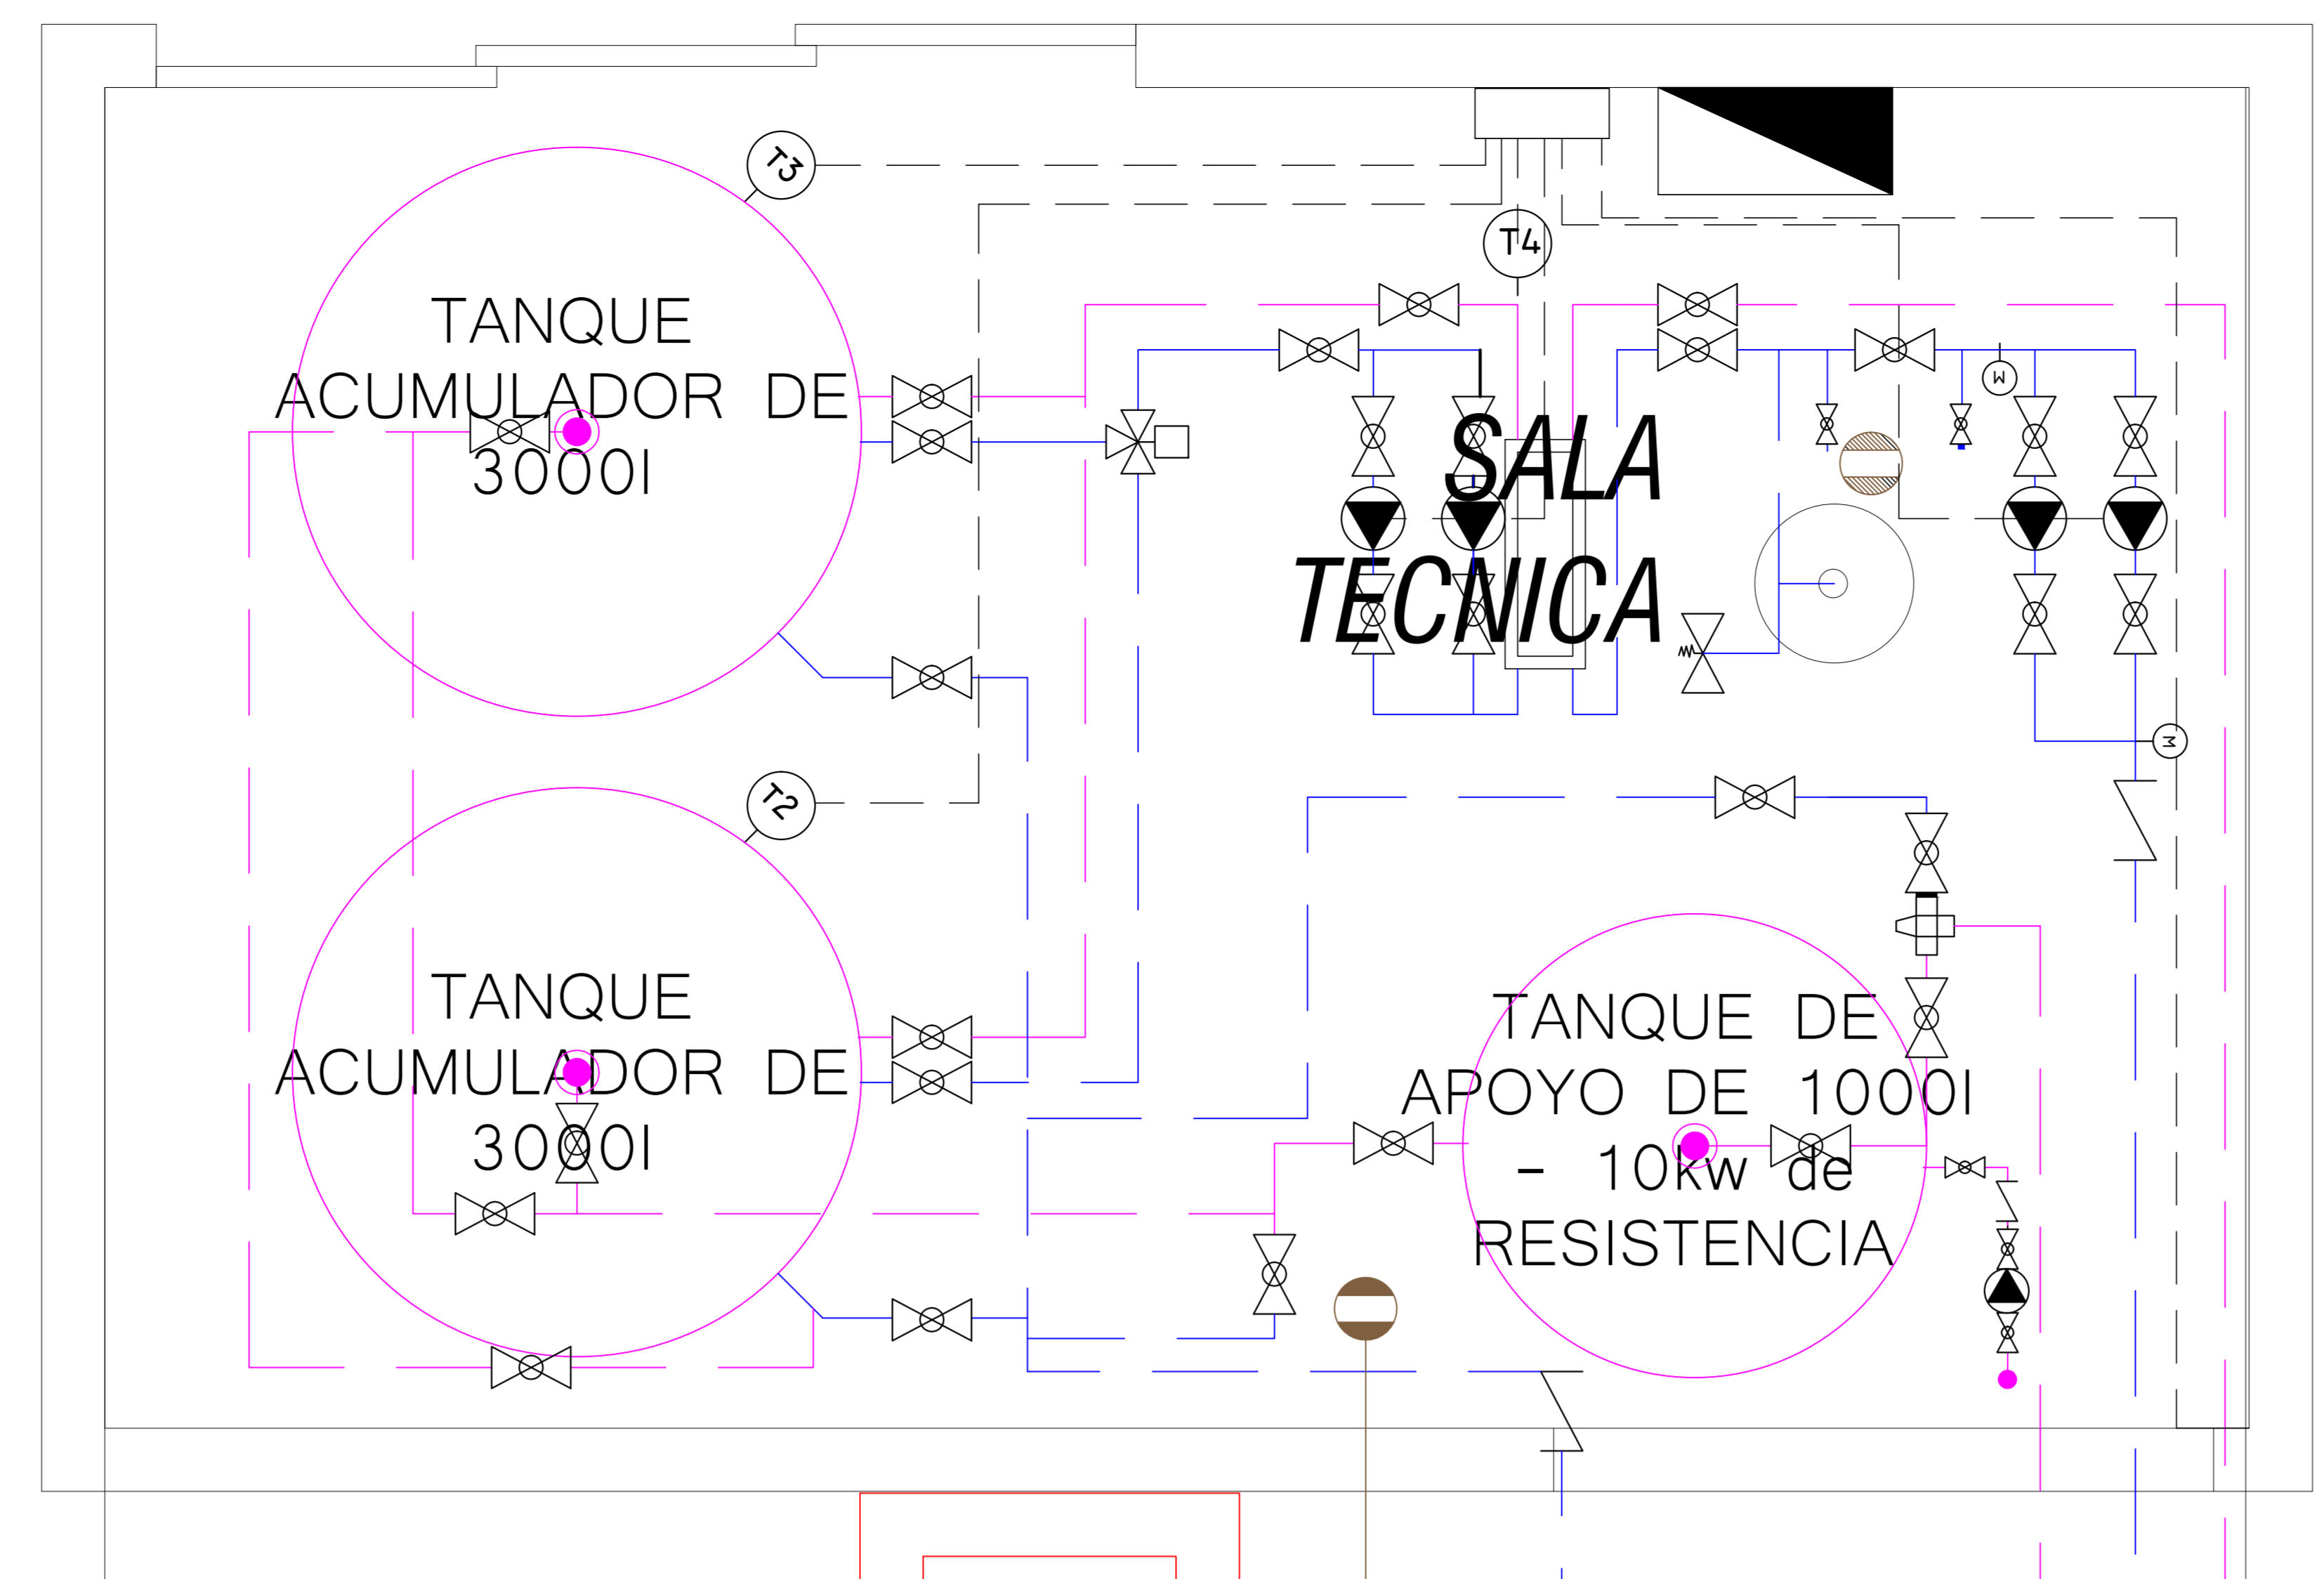 T3
T4
TANQUE
ACUMULADOR DE
3000l
M
SALA
TECNICA
M
T2
TANQUE
ACUMULADOR DE
3000l
TANQUE DE
APOYO DE 1000l
- 10kw de
RESISTENCIA